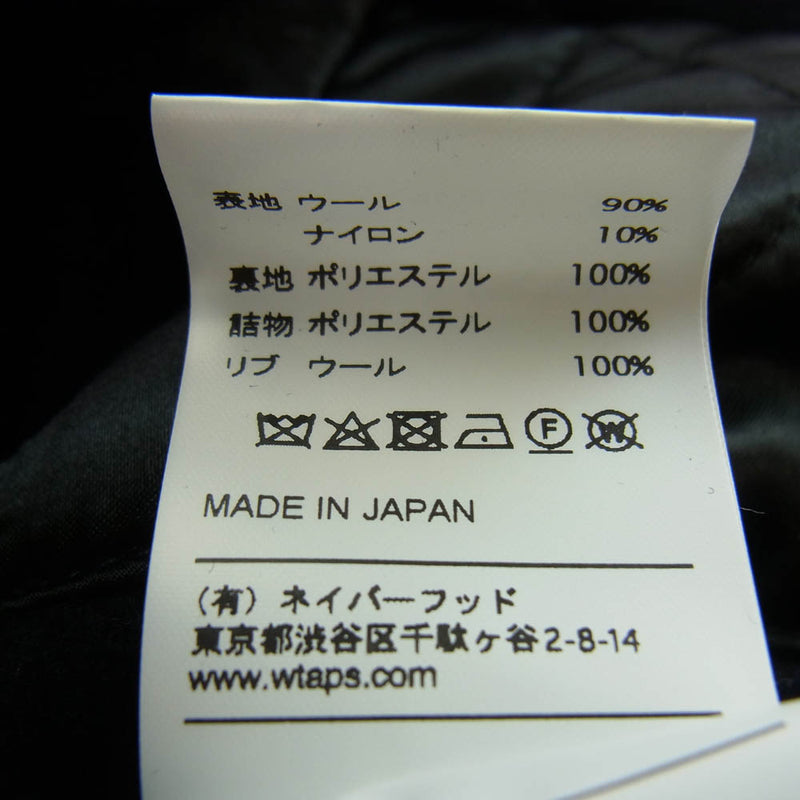 表地 ウール 90%
ナイロン 10%
裏地 ポリエステル 100%
詰物 ポリエステル 100%
リブ ウール 100%
F W
MADE IN JAPAN
(有) ネイバーフッド
東京都渋谷区千駄ヶ谷2-8-14
www.wtaps.com